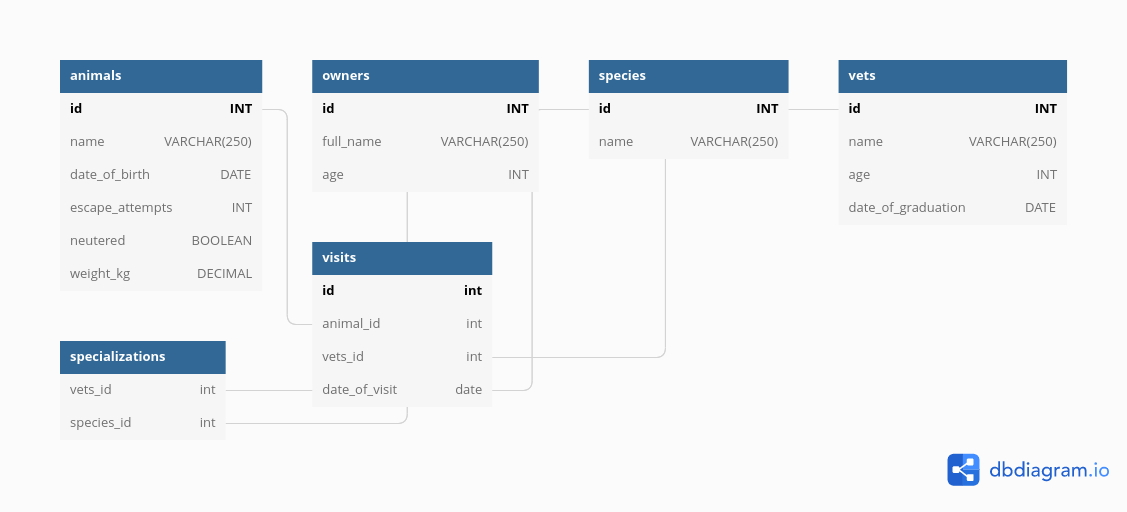 animals
id INT
name VARCHAR(250)
date_of_birth DATE
escape_attempts INT
neutered BOOLEAN
weight_kg DECIMAL
owners
id INT
full_name VARCHAR(250)
age INT
species
id INT
name VARCHAR(250)
vets
id INT
name VARCHAR(250)
age INT
date_of_graduation DATE
visits
id int
animal_id int
vets_id int
date_of_visit date
specializations
vets_id int
species_id int
dbdiagram.io